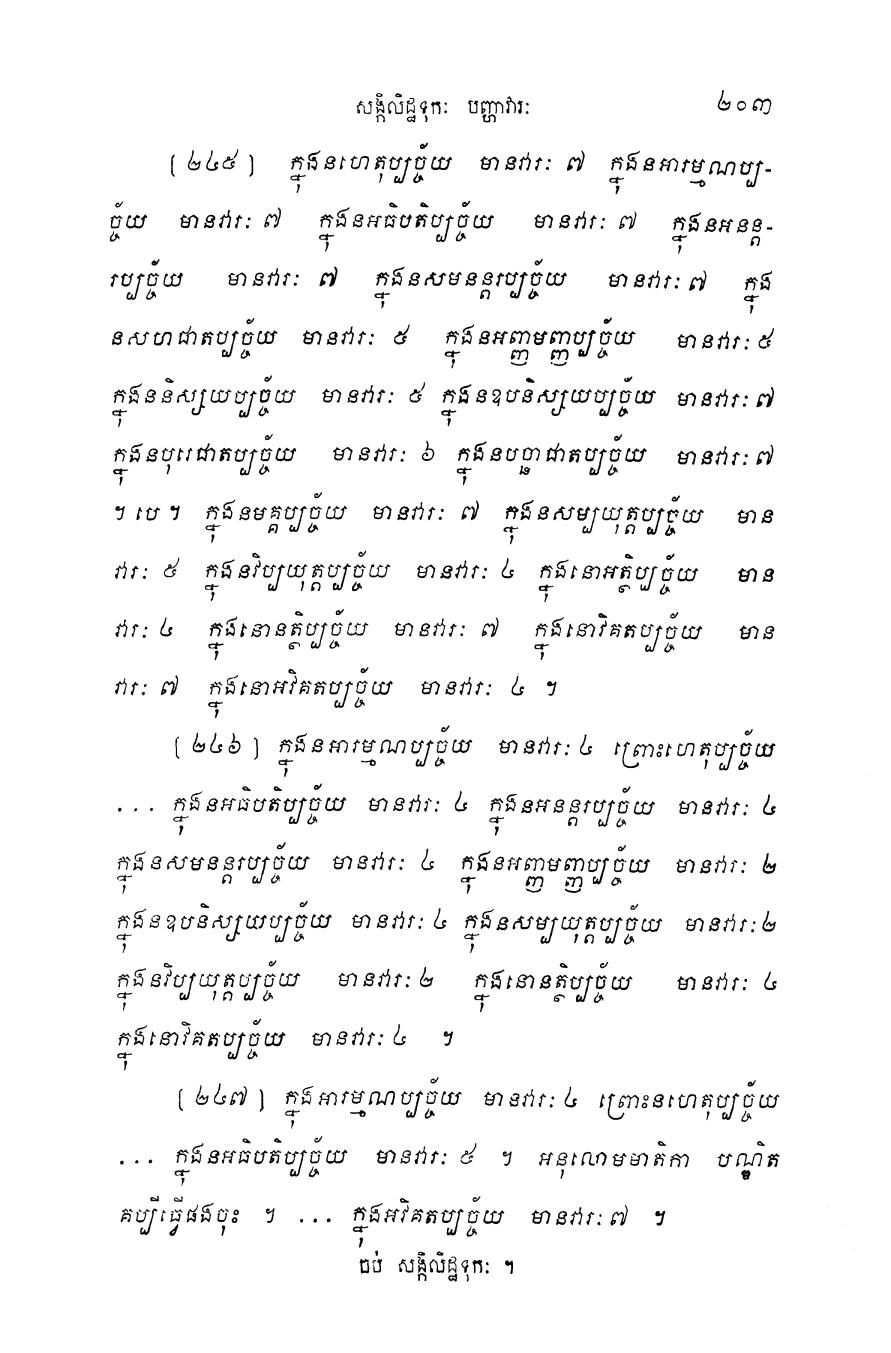 សង្កិលិដ្ឋទុកៈ បញ្ហាវារៈ ២០៣
(២៤៥) ក្នុងនហេតុប្បច្ច័យ មានវារៈ ៧ ក្នុងនអារម្មណប្ប-
ច្ច័យ មានវារៈ ៧ ក្នុងនអធិបតិប្បច្ច័យ មានវារៈ ៧ ក្នុងនអនន្ត-
រប្បច្ច័យ មានវារៈ ៧ ក្នុងនសមនន្តរប្បច្ច័យ មានវារៈ ៧ ក្នុង
នសហជាតប្បច្ច័យ មានវារៈ ៥ ក្នុងនអញ្ញមញ្ញប្បច្ច័យ មានវារៈ ៥
ក្នុងននិស្សយប្បច្ច័យ មានវារៈ ៥ ក្នុងនឧបនិស្សយប្បច្ច័យ មានវារៈ ៧
ក្នុងនបុរេជាតប្បច្ច័យ មានវារៈ ៦ ក្នុងនបច្ឆាជាតប្បច្ច័យ មានវារៈ ៧
។ បេ ។ ក្នុងនមគ្គប្បច្ច័យ មានវារៈ ៧ ក្នុងនសម្បយុត្តប្បច្ច័យ មាន
វារៈ ៥ ក្នុងនវិប្បយុត្តប្បច្ច័យ មានវារៈ ៤ ក្នុងនោអត្ថិប្បច្ច័យ មាន
វារៈ ៤ ក្នុងនោនត្ថិប្បច្ច័យ មានវារៈ ៧ ក្នុងនោវិគតប្បច្ច័យ មាន
វារៈ ៧ ក្នុងនោអវិគតប្បច្ច័យ មានវារៈ ៤ ។
(២៤៦) ក្នុងនអារម្មណប្បច្ច័យ មានវារៈ ៤ ព្រោះហេតុប្បច្ច័យ
... ក្នុងនអធិបតិប្បច្ច័យ មានវារៈ ៤ ក្នុងនអនន្តរប្បច្ច័យ មានវារៈ ៤
ក្នុងនសមនន្តរប្បច្ច័យ មានវារៈ ៤ ក្នុងនអញ្ញមញ្ញប្បច្ច័យ មានវារៈ ២
ក្នុងនឧបនិស្សយប្បច្ច័យ មានវារៈ ៤ ក្នុងនសម្បយុត្តប្បច្ច័យ មានវារៈ ២
ក្នុងនវិប្បយុត្តប្បច្ច័យ មានវារៈ ២ ក្នុងនោនត្ថិប្បច្ច័យ មានវារៈ ៤
ក្នុងនោវិគតប្បច្ច័យ មានវារៈ ៤ ។
(២៤៧) ក្នុងអារម្មណប្បច្ច័យ មានវារៈ ៤ ព្រោះនហេតុប្បច្ច័យ
... ក្នុងនអធិបតិប្បច្ច័យ មានវារៈ ៥ ។ អនុលោមមាតិកា បណ្ឌិត
គប្បីធ្វើផងចុះ ។ ... ក្នុងអវិគតប្បច្ច័យ មានវារៈ ៧ ។
ចប់ សង្កិលិដ្ឋទុកៈ ។